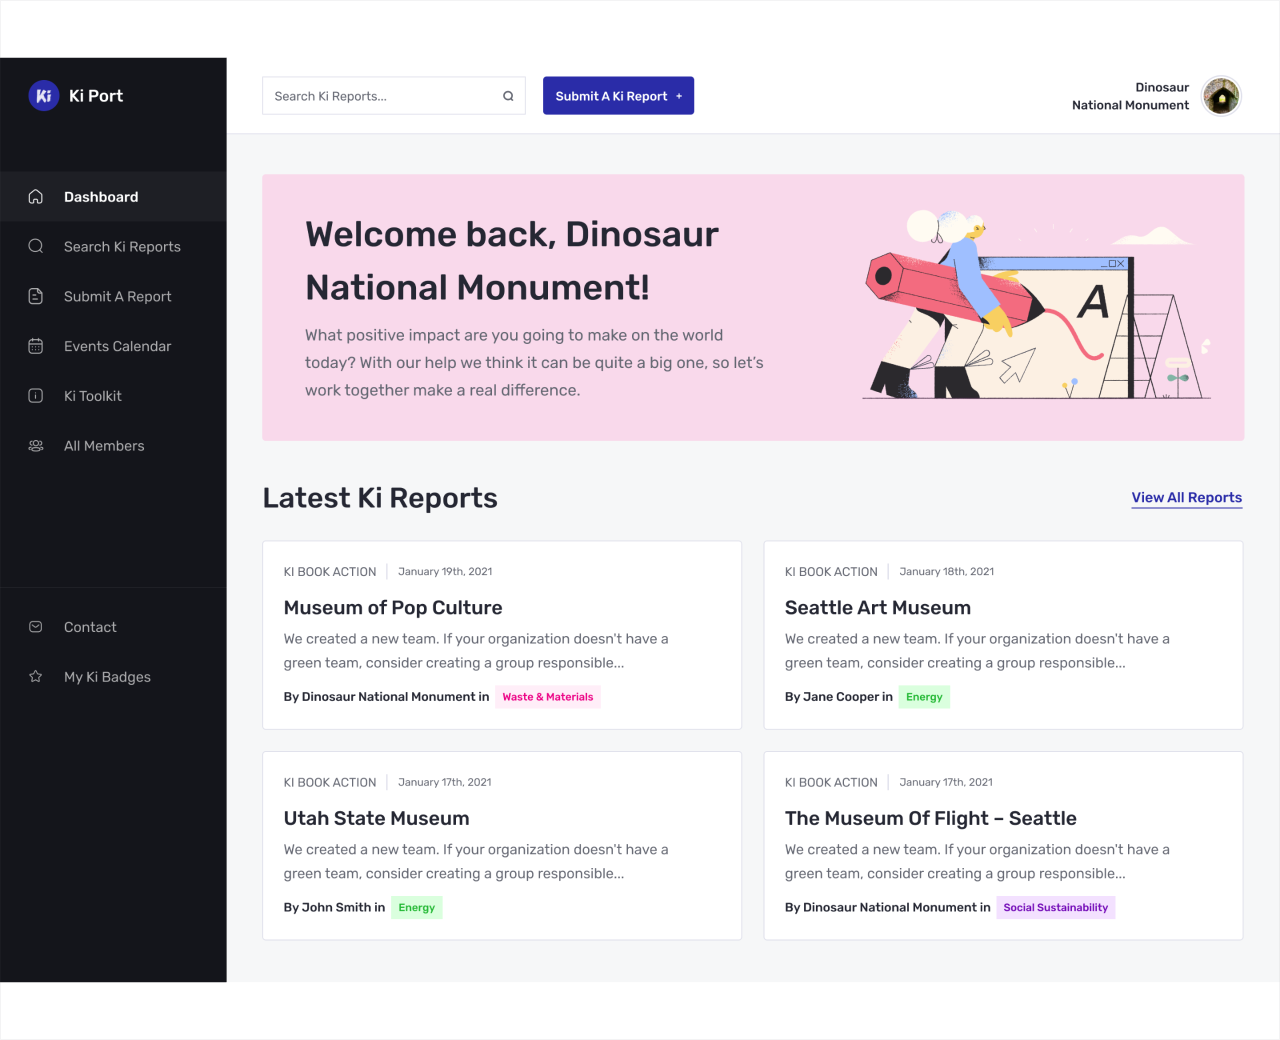 Ki
Ki Port
Search Ki Reports...
Submit A Ki Report +
Dinosaur
National Monument
Dashboard
Search Ki Reports
Submit A Report
Events Calendar
Ki Toolkit
All Members
Contact
My Ki Badges
Welcome back, Dinosaur
National Monument!
What positive impact are you going to make on the world
today? With our help we think it can be quite a big one, so let's
work together make a real difference.
A
Latest Ki Reports
View All Reports
KI BOOK ACTION
January 19th, 2021
Museum of Pop Culture
We created a new team. If your organization doesn't have a
green team, consider creating a group responsible...
By Dinosaur National Monument in Waste & Materials
KI BOOK ACTION
January 18th, 2021
Seattle Art Museum
We created a new team. If your organization doesn't have a
green team, consider creating a group responsible...
By Jane Cooper in Energy
KI BOOK ACTION
January 17th, 2021
Utah State Museum
We created a new team. If your organization doesn't have a
green team, consider creating a group responsible...
By John Smith in Energy
KI BOOK ACTION
January 17th, 2021
The Museum Of Flight – Seattle
We created a new team. If your organization doesn't have a
green team, consider creating a group responsible...
By Dinosaur National Monument in Social Sustainability